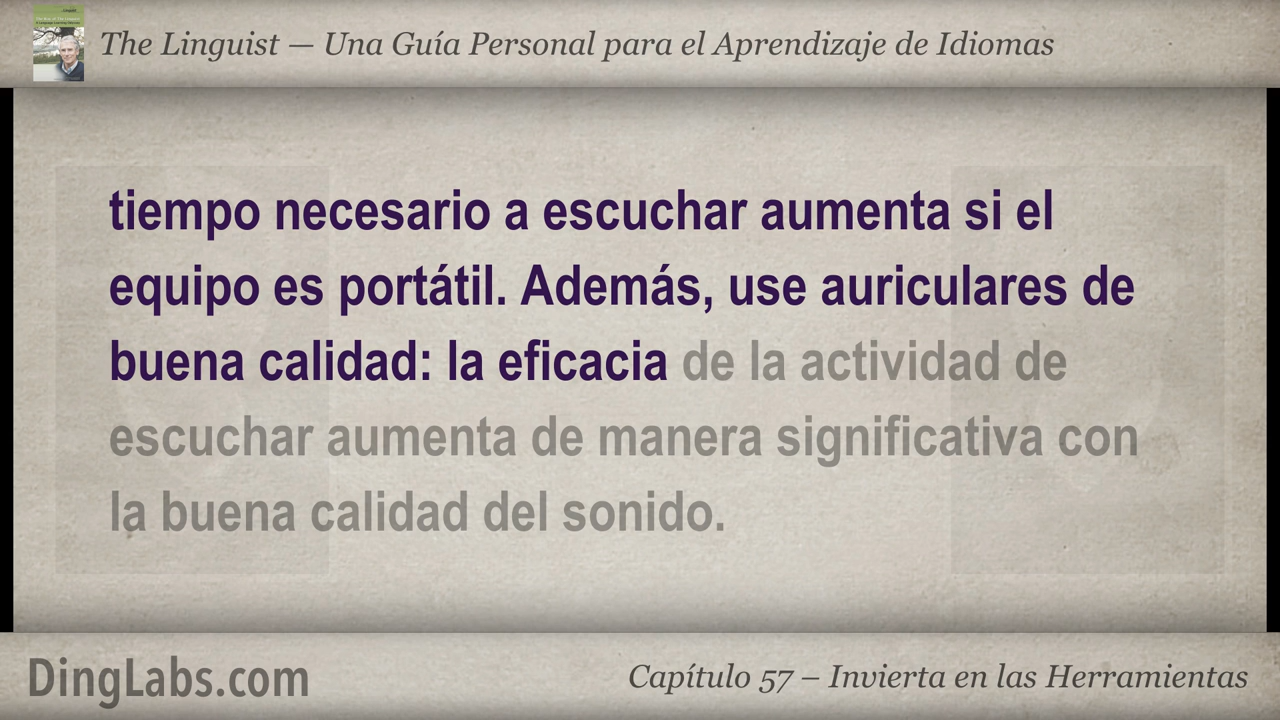 The Linguist — Una Guía Personal para el Aprendizaje de Idiomas
tiempo necesario a escuchar aumenta si el
equipo es portátil. Además, use auriculares de
buena calidad: la eficacia de la actividad de
escuchar aumenta de manera significativa con
la buena calidad del sonido.
DingLabs.com
Capítulo 57 – Invierta en las Herramientas